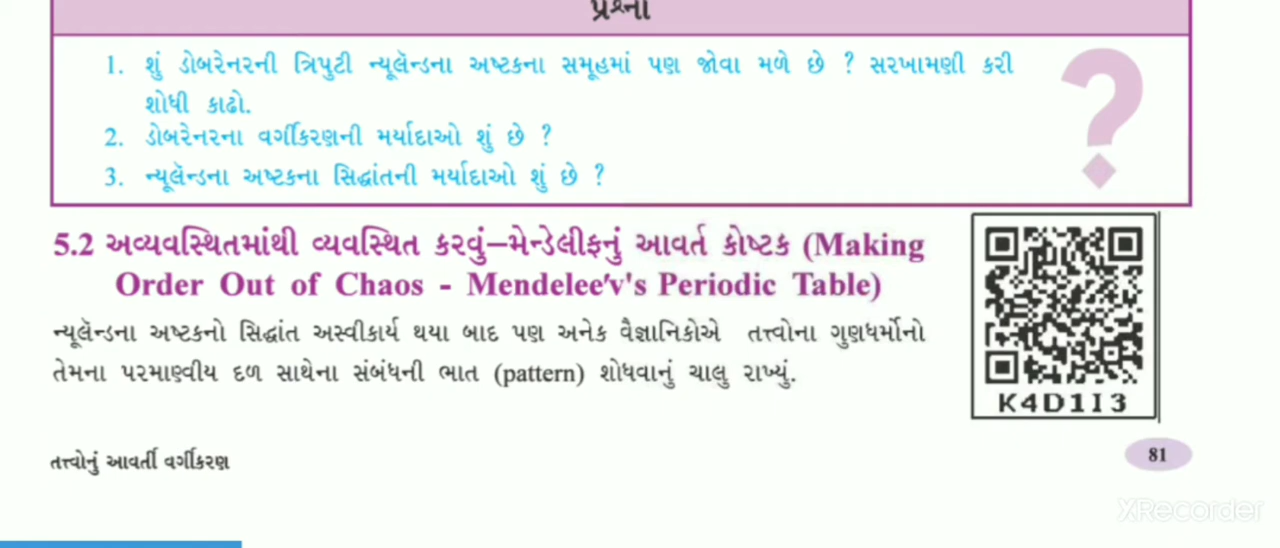 પ્રશ્નો
1. શું ડોબરેનરની ત્રિપુટી ન્યૂલૅન્ડના અષ્ટકના સમૂહમાં પણ જોવા મળે છે ? સરખામણી કરી
શોધી કાઢો.
2. ડોબરેનરના વર્ગીકરણની મર્યાદાઓ શું છે ?
3. ન્યૂલૅન્ડના અષ્ટકના સિદ્ધાંતની મર્યાદાઓ શું છે ?
?
5.2 અવ્યવસ્થિતમાંથી વ્યવસ્થિત કરવું–મેન્ડેલીફનું આવર્ત કોષ્ટક (Making
Order Out of Chaos - Mendelee′v's Periodic Table)
ન્યૂલૅન્ડના અષ્ટકનો સિદ્ધાંત અસ્વીકાર્ય થયા બાદ પણ અનેક વૈજ્ઞાનિકોએ તત્ત્વોના ગુણધર્મોનો
તેમના પરમાણ્વીય દળ સાથેના સંબંધની ભાત (pattern) શોધવાનું ચાલુ રાખ્યું.
K4D1I3
તત્ત્વોનું આવર્તી વર્ગીકરણ
81
XRecorder